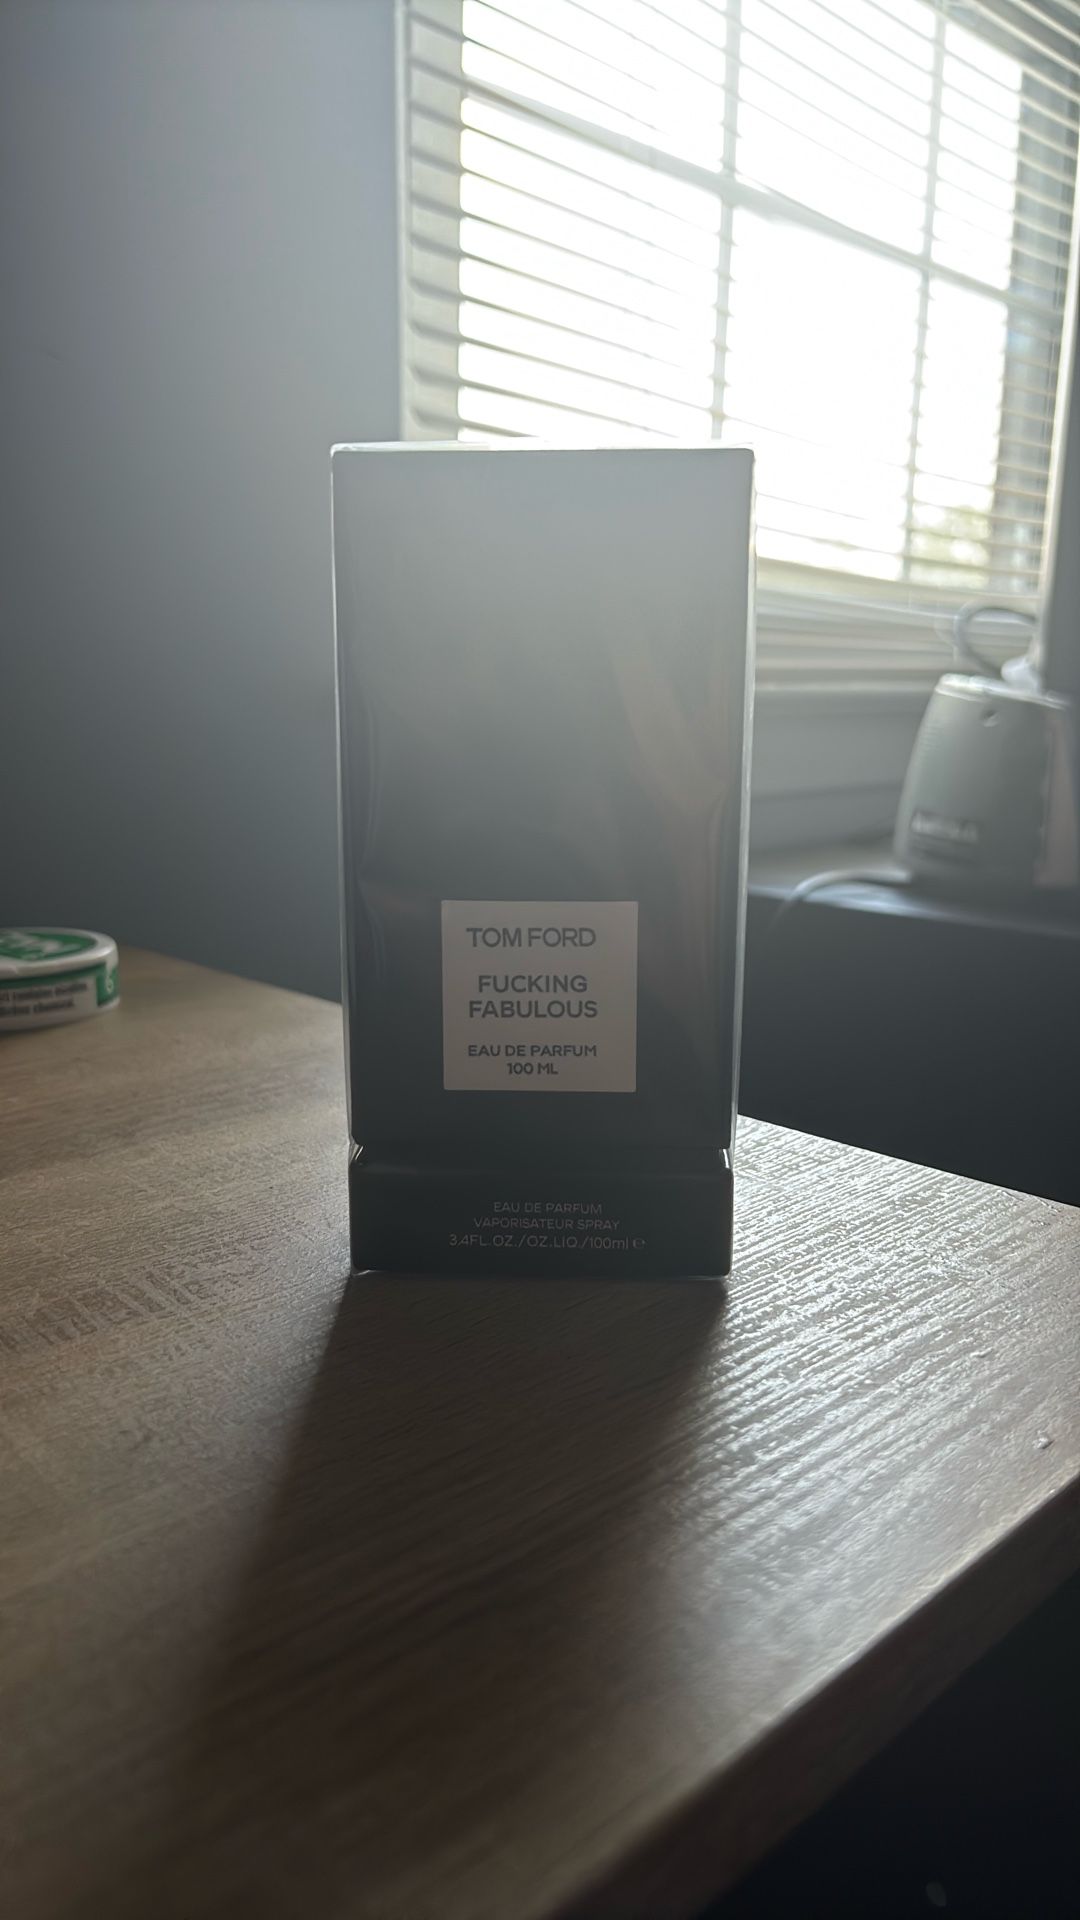 TOM FORD
FUCKING
FABULOUS
EAU DE PARFUM
100 ML
EAU DE PARFUM
VAPORISATEUR SPRAY
3.4FL.OZ./OZ.LIQ./100ml ℮